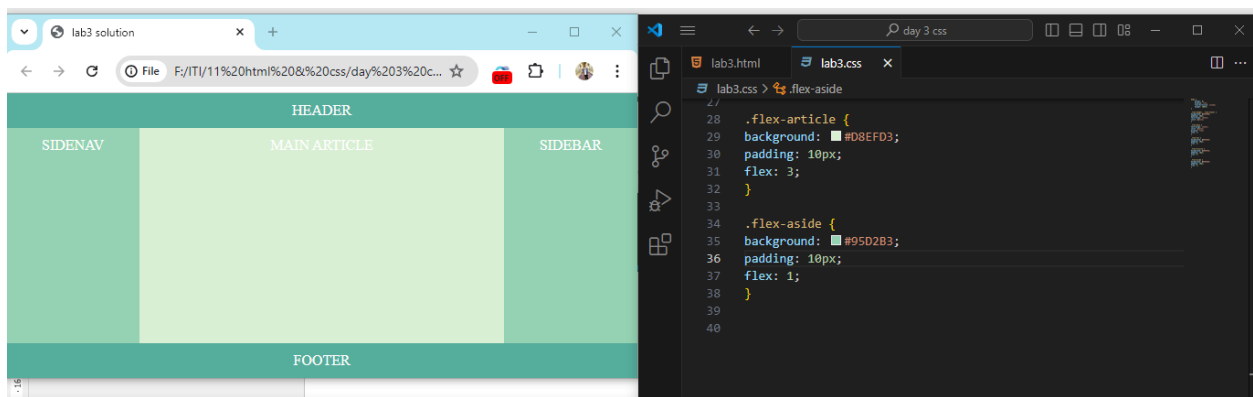 lab3 solution
File F:/ITI/11%20html%20&%20css/day%203%20c...
OFF
HEADER
SIDENAV MAIN ARTICLE SIDEBAR
FOOTER
16
day 3 css
lab3.html lab3.css
lab3.css > .flex-aside
27
28 .flex-article {
29 background: #D8EFD3;
30 padding: 10px;
31 flex: 3;
32 }
33
34 .flex-aside {
35 background: #95D2B3;
36 padding: 10px;
37 flex: 1;
38 }
39
40